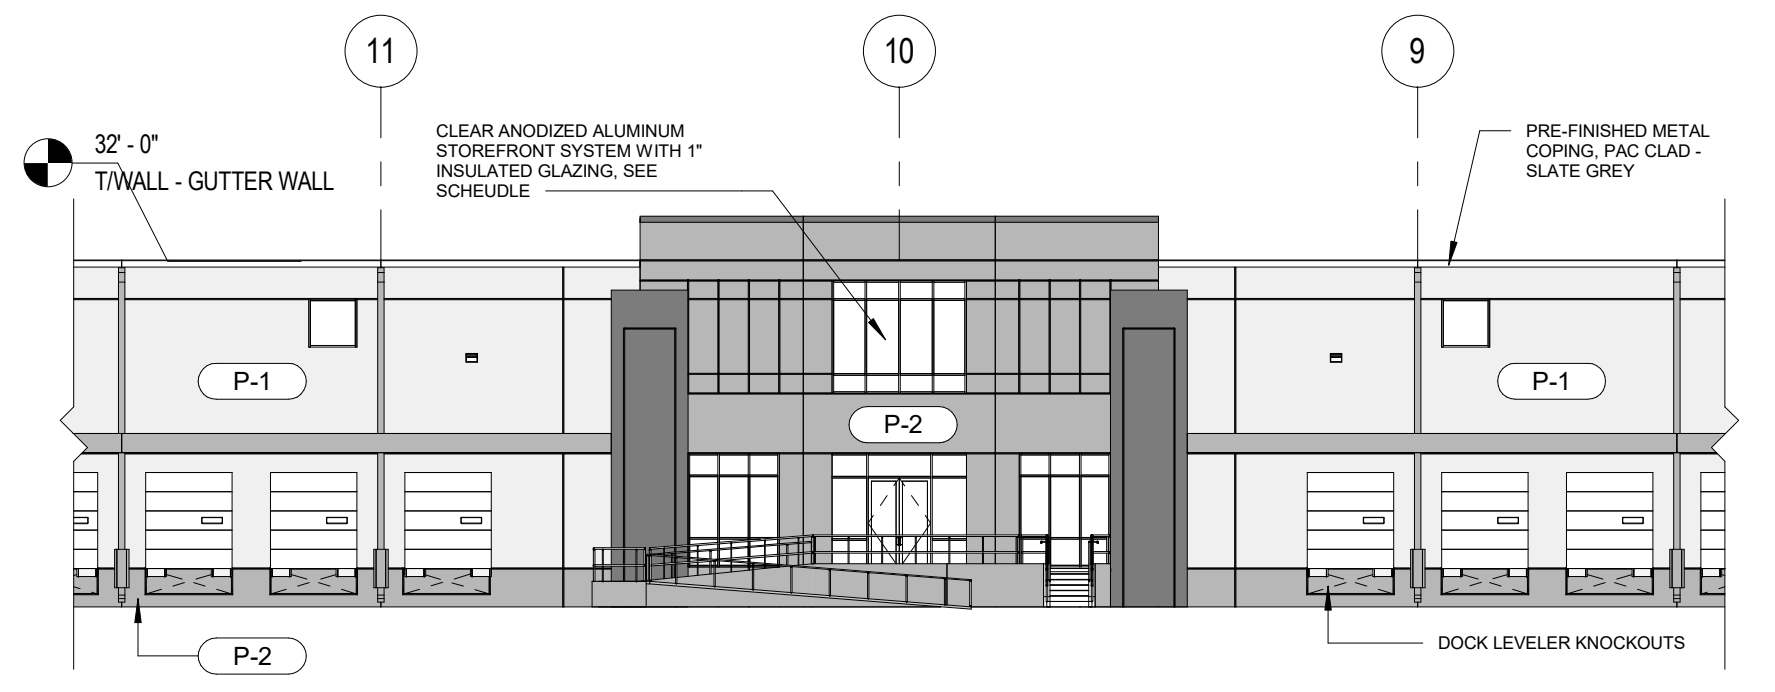 11
10
9
32' - 0"
T/WALL - GUTTER WALL
CLEAR ANODIZED ALUMINUM
STOREFRONT SYSTEM WITH 1"
INSULATED GLAZING, SEE
SCHEUDLE
PRE-FINISHED METAL
COPING, PAC CLAD -
SLATE GREY
P-1
P-1
P-2
DOCK LEVELER KNOCKOUTS
P-2